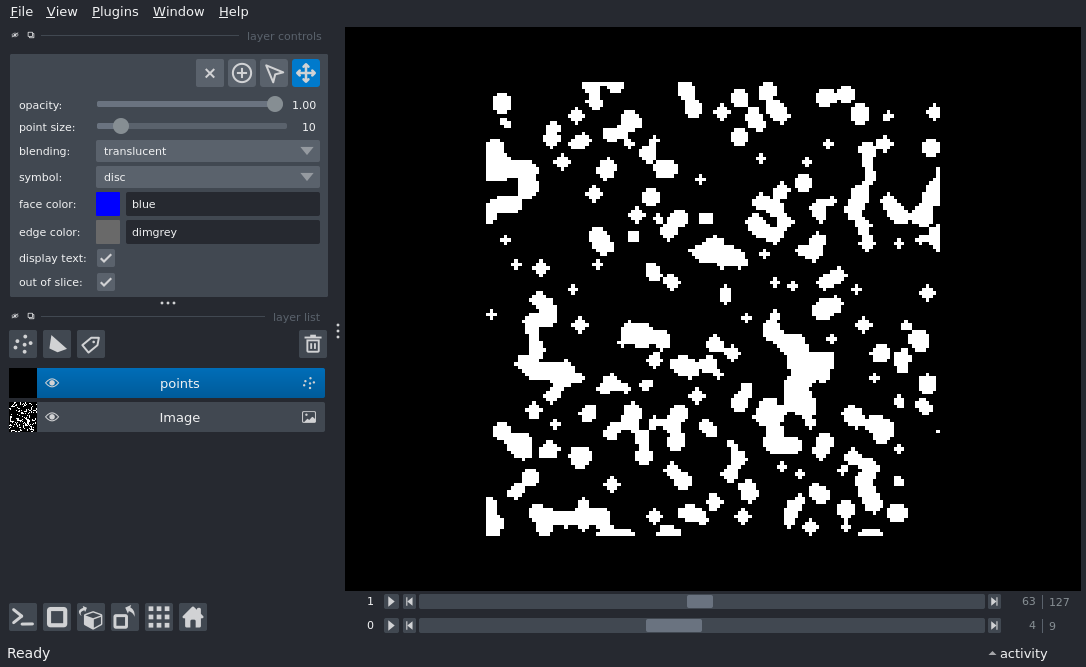 File View Plugins Window Help
layer controls
opacity: 1.00
point size: 10
blending: translucent
symbol: disc
face color: blue
edge color: dimgrey
display text:
out of slice:
layer list
points
Image
1 63 127
0 4 9
Ready activity